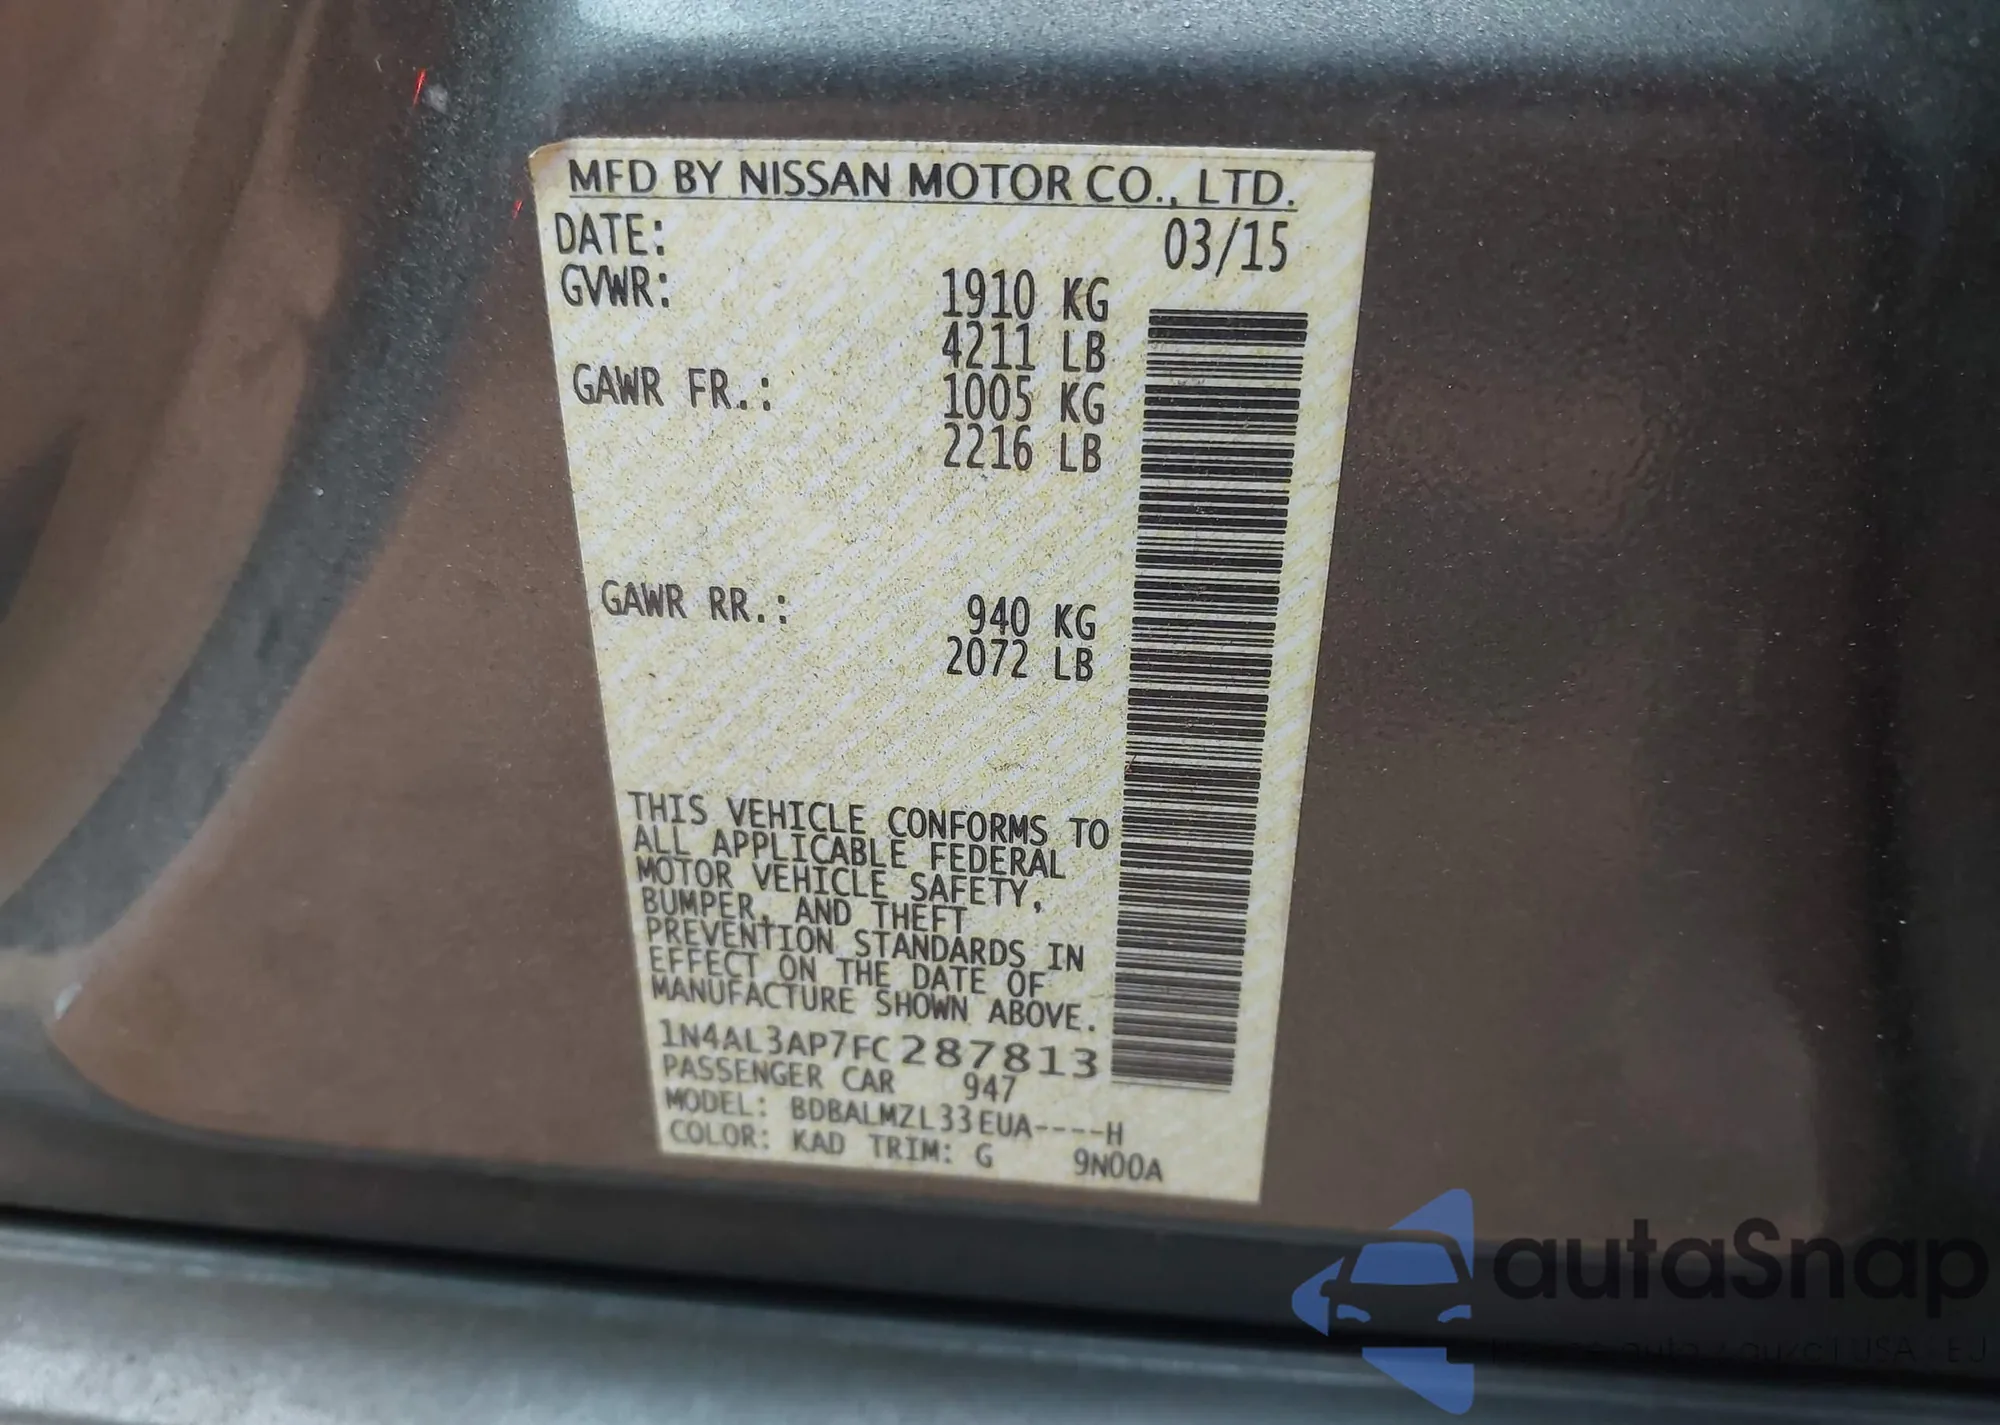 MFD BY NISSAN MOTOR CO., LTD.
DATE: 03/15
GVWR: 1910 KG
4211 LB
GAWR FR.: 1005 KG
2216 LB
GAWR RR.: 940 KG
2072 LB
THIS VEHICLE CONFORMS TO
ALL APPLICABLE FEDERAL
MOTOR VEHICLE SAFETY,
BUMPER, AND THEFT
PREVENTION STANDARDS IN
EFFECT ON THE DATE OF
MANUFACTURE SHOWN ABOVE.
1N4AL3AP7FC287813
PASSENGER CAR 947
MODEL: BDBALMZL33EUA----H
COLOR: KAD TRIM: G 9N00A
autaSnap
auta z USA